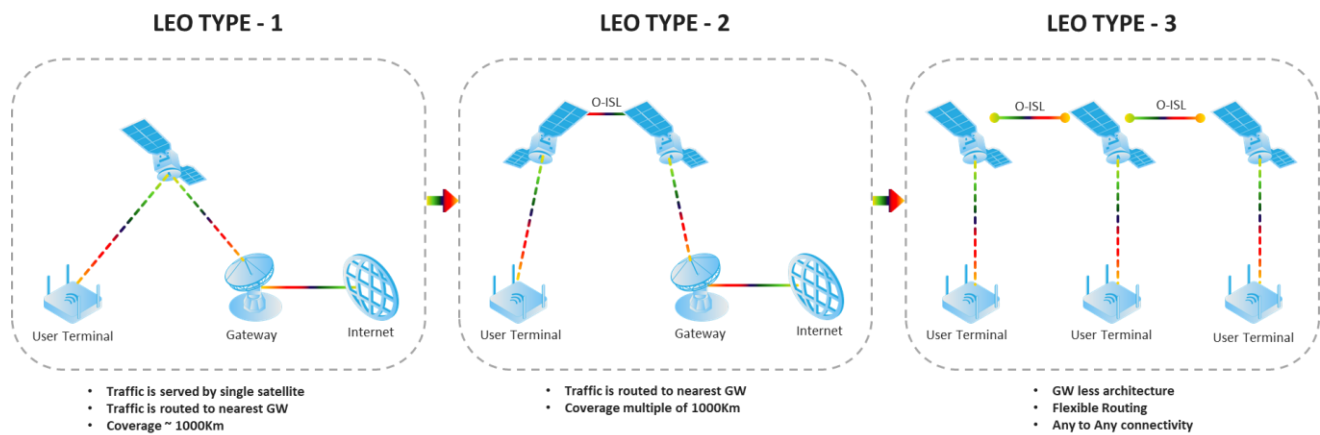 LEO TYPE - 1
User Terminal
Gateway
Internet
• Traffic is served by single satellite
• Traffic is routed to nearest GW
• Coverage ~ 1000Km
LEO TYPE - 2
O-ISL
User Terminal
Gateway
Internet
• Traffic is routed to nearest GW
• Coverage multiple of 1000Km
LEO TYPE - 3
O-ISL
O-ISL
User Terminal
User Terminal
User Terminal
• GW less architecture
• Flexible Routing
• Any to Any connectivity